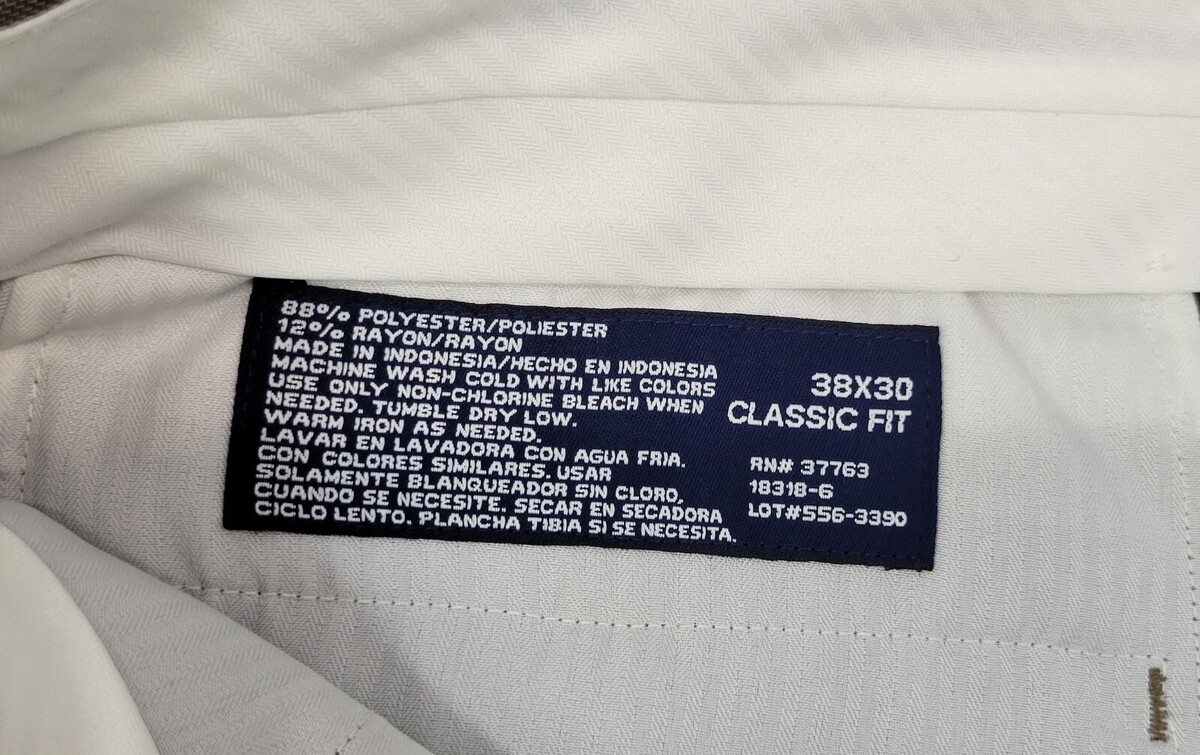 88% POLYESTER/POLIESTER
12% RAYON/RAYON
MADE IN INDONESIA/HECHO EN INDONESIA
MACHINE WASH COLD WITH LIKE COLORS
USE ONLY NON-CHLORINE BLEACH WHEN
NEEDED. TUMBLE DRY LOW.
WARM IRON AS NEEDED.
LAVAR EN LAVADORA CON AGUA FRIA.
CON COLORES SIMILARES. USAR
SOLAMENTE BLANQUEADOR SIN CLORO,
CUANDO SE NECESITE. SECAR EN SECADORA
CICLO LENTO. PLANCHA TIBIA SI SE NECESITA.
38X30
CLASSIC FIT
RN# 37763
18318-6
LOT#556-3390